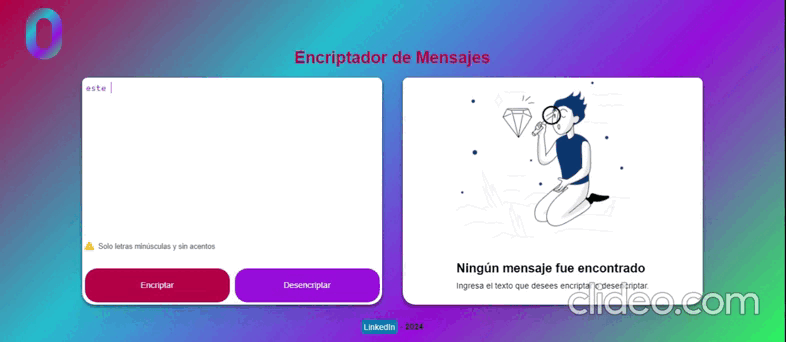 Encriptador de Mensajes
este
Solo letras minúsculas y sin acentos
Encriptar
Desencriptar
Ningún mensaje fue encontrado
Ingresa el texto que desees encriptar o desencriptar.
clideo.com
LinkedIn
2024